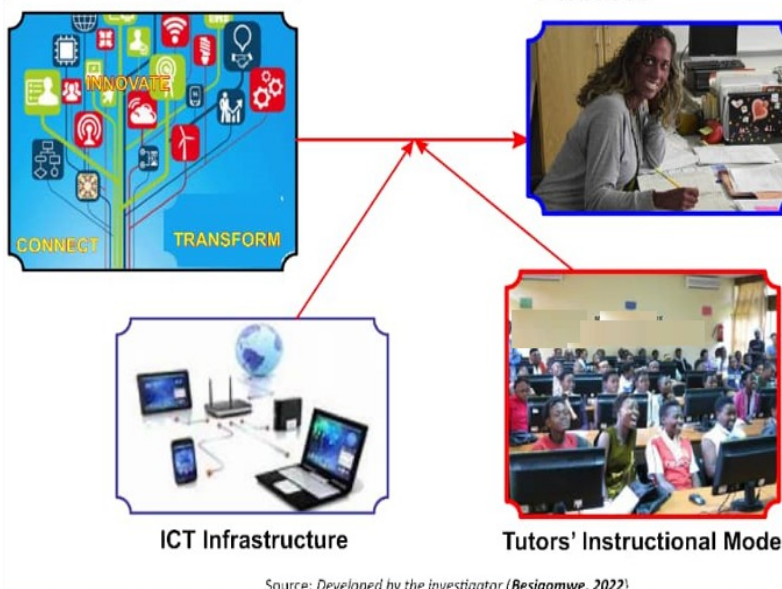 INNOVATE
CONNECT
TRANSFORM
ICT Infrastructure
Tutors' Instructional Mode
Source: Developed by the investigator (Besigomwe, 2022)